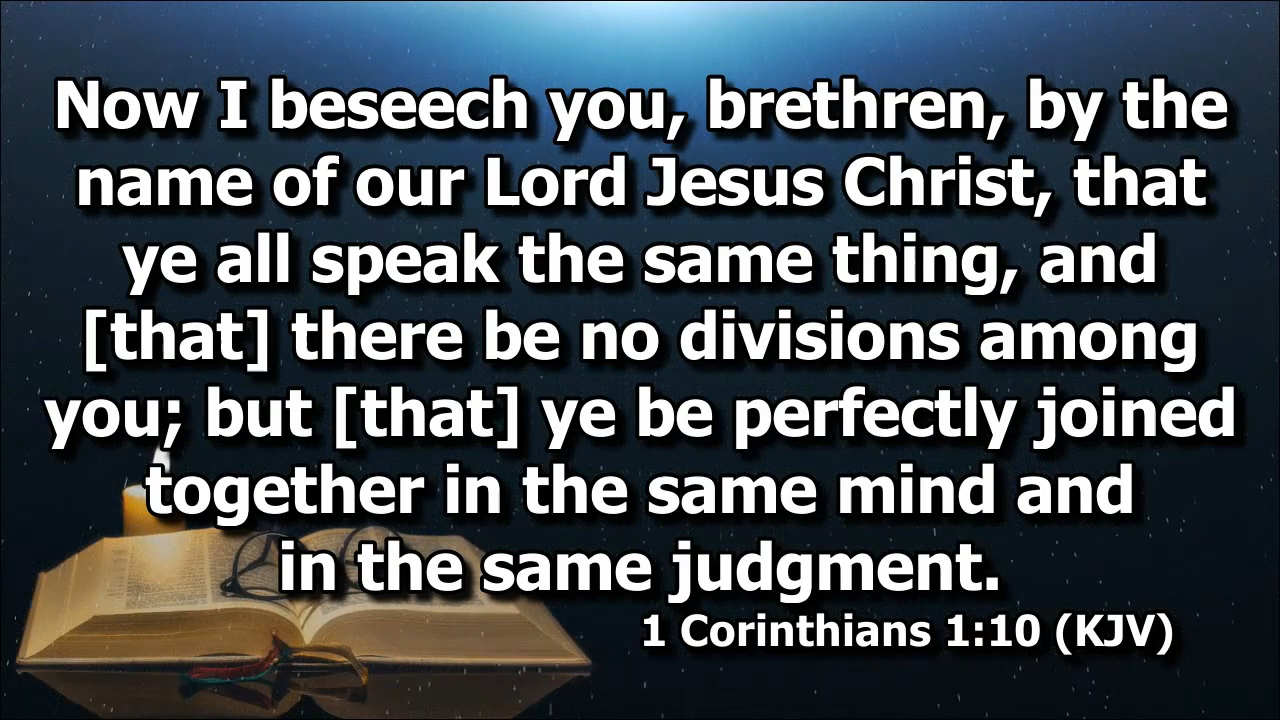 Now I beseech you, brethren, by the
name of our Lord Jesus Christ, that
ye all speak the same thing, and
[that] there be no divisions among
you; but [that] ye be perfectly joined
together in the same mind and
in the same judgment.
1 Corinthians 1:10 (KJV)